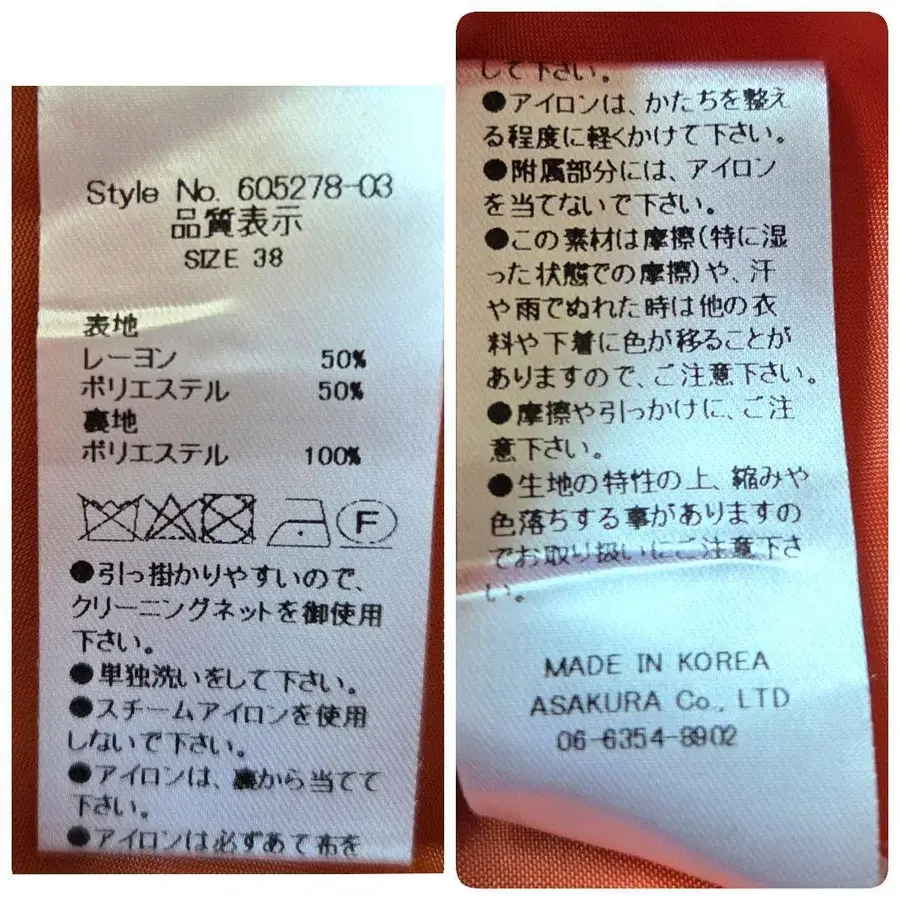 Style No. 605278-03
品質表示
SIZE 38
表地
レーヨン 50%
ポリエステル 50%
裏地
ポリエステル 100%
F
●引っ掛かりやすいので、
クリーニングネットを御使用
下さい。
●単独洗いをして下さい。
●スチームアイロンを使用
しないで下さい。
●アイロンは、裏から当てて
下さい。
●アイロンは必ずあて布を
して下さい。
●アイロンは、かたちを整え
る程度に軽くかけて下さい。
●附属部分には、アイロン
を当てないで下さい。
●この素材は摩擦(特に湿
った状態での摩擦)や、汗
や雨でぬれた時は他の衣
料や下着に色が移ることが
ありますので、ご注意下さい。
●摩擦や引っかけに、ご注
意下さい。
●生地の特性の上、縮みや
色落ちする事がありますの
でお取り扱いにご注意下さ
い。
MADE IN KOREA
ASAKURA Co., LTD
06-6354-8902